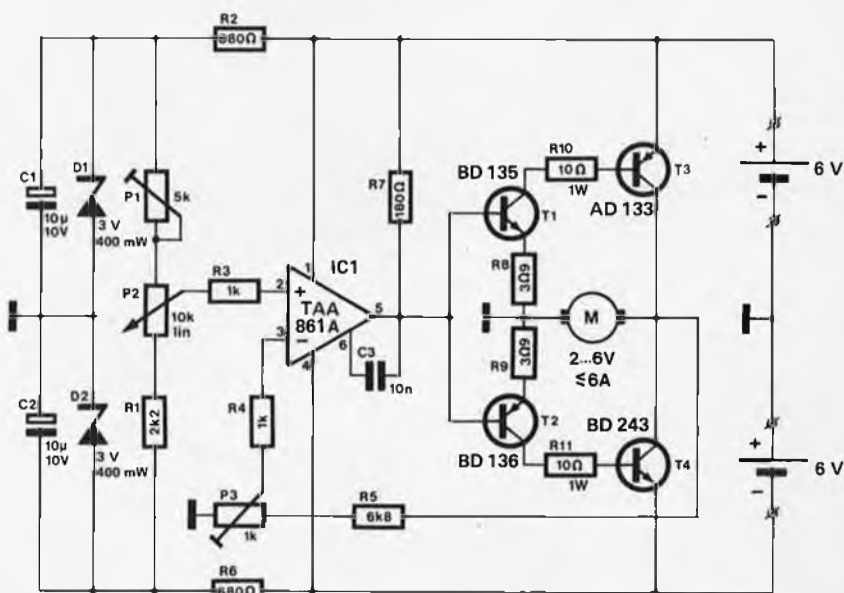 R2
680Ω
C1
10µ
10V
D1
3 V
400 mW
P1
5k
P2
10k
lin
R3
1k
2
3
1
4
5
6
IC1
TAA
861A
+
−
C3
10n
R7
180Ω
BD 135
T1
R10
10Ω
1W
T3
AD 133
R8
3Ω9
R9
3Ω9
M
2...6V
≤6A
+
−
6 V
C2
10µ
10V
D2
3 V
400 mW
R1
2k2
R4
1k
P3
1k
R5
6k8
T2
BD 136
R11
10Ω
1W
BD 243
T4
+
−
6 V
R6
680Ω